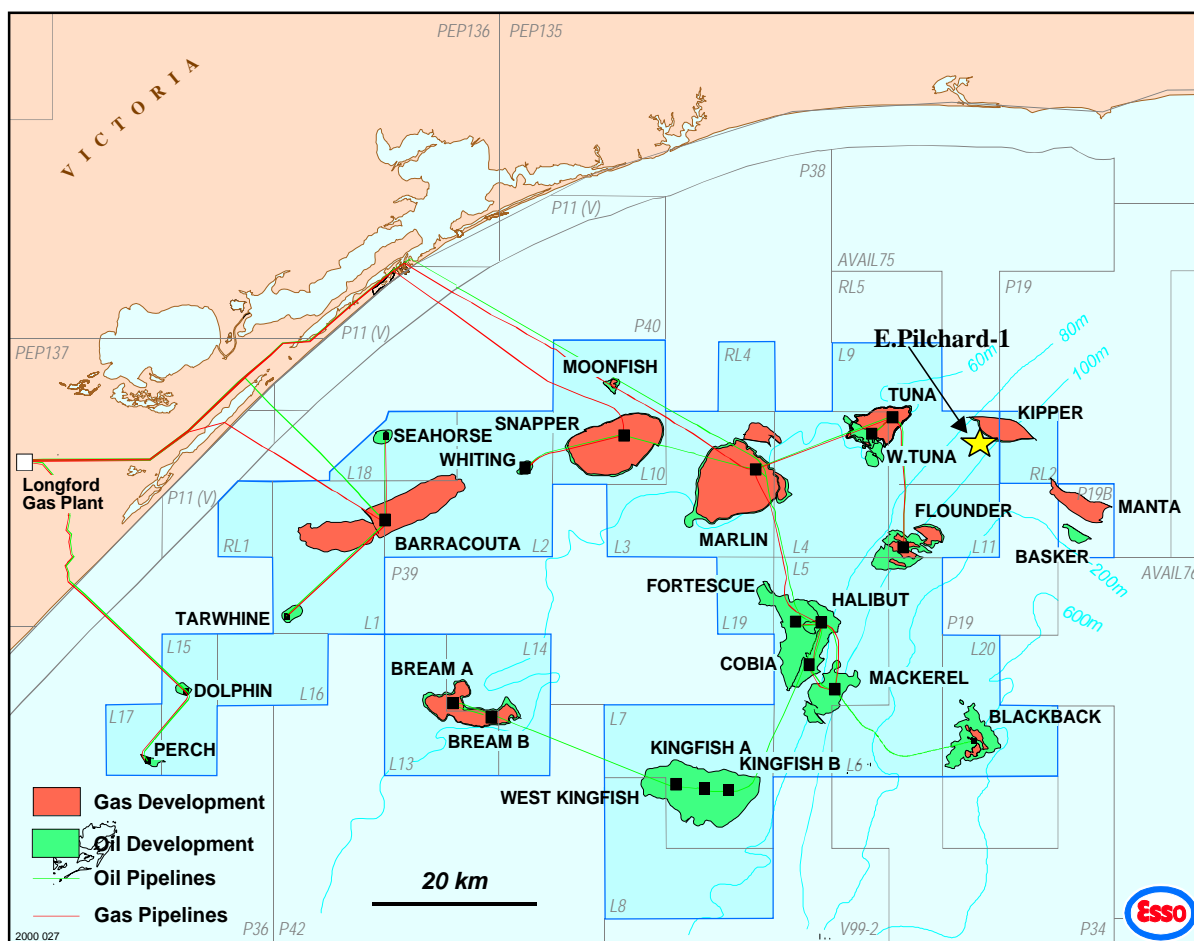 PEP136
PEP135
VICTORIA
P38
P11 (V)
AVAIL75
RL5
P19
P40
P11 (V)
PEP137
E.Pilchard-1
60m
80m
100m
RL4
L9
MOONFISH
TUNA
KIPPER
SNAPPER
SEAHORSE
W.TUNA
WHITING
Longford
Gas Plant
L18
L10
RL2
P19B
P11 (V)
MANTA
FLOUNDER
BARRACOUTA
MARLIN
RL1
L2
L3
L4
L11
BASKER
P39
L5
200m
AVAIL76
FORTESCUE
HALIBUT
600m
TARWHINE
L1
L19
P19
L15
L14
COBIA
L20
BREAM A
MACKEREL
DOLPHIN
L16
L17
L7
BLACKBACK
PERCH
BREAM B
KINGFISH A
KINGFISH B
L13
L6
WEST KINGFISH
Gas Development
Oil Development
Oil Pipelines
20 km
Gas Pipelines
L8
Esso
2000 027
P36
P42
V99-2
P34